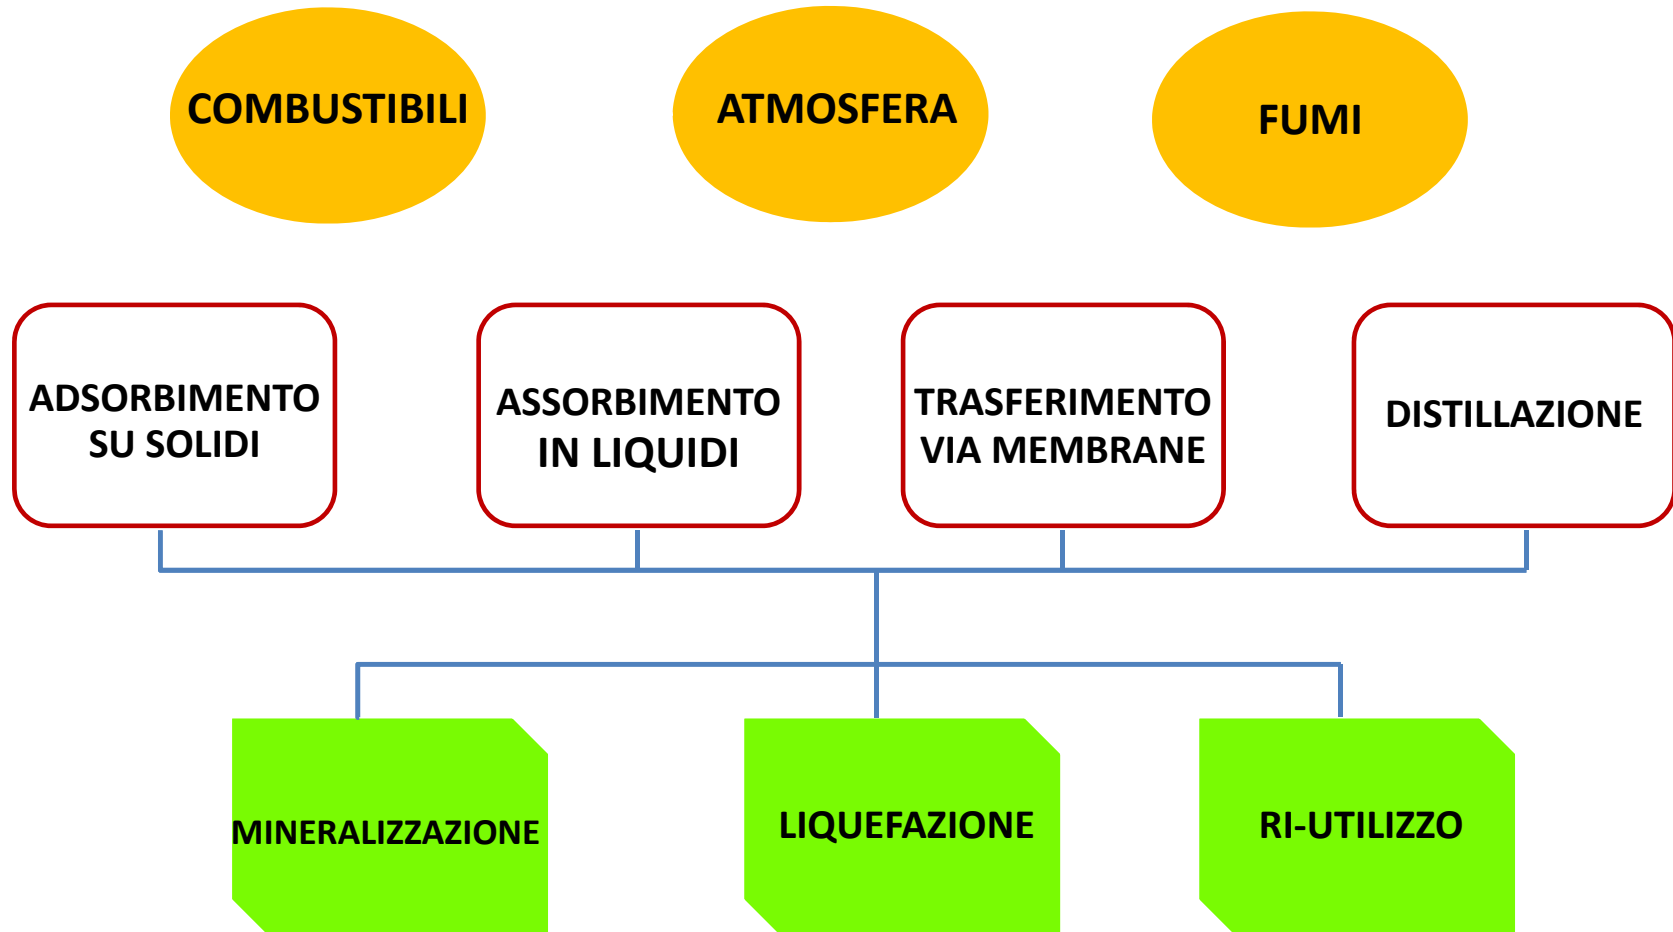 COMBUSTIBILI
ATMOSFERA
FUMI
ADSORBIMENTO
SU SOLIDI
ASSORBIMENTO
IN LIQUIDI
TRASFERIMENTO
VIA MEMBRANE
DISTILLAZIONE
MINERALIZZAZIONE
LIQUEFAZIONE
RI-UTILIZZO